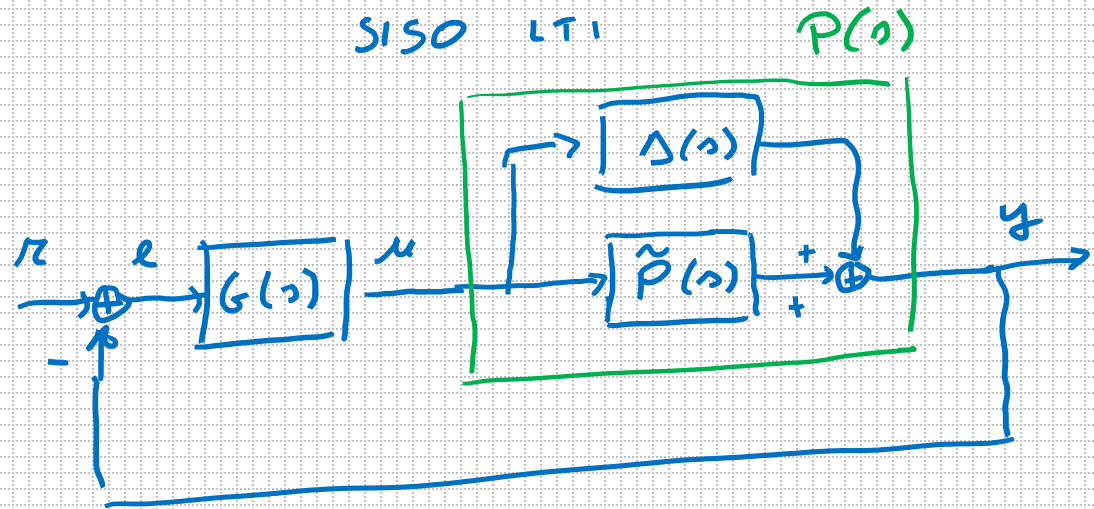 SISO LTI P(s)
Δ(s)
r e G(s) u P̃(s) + y
+
-